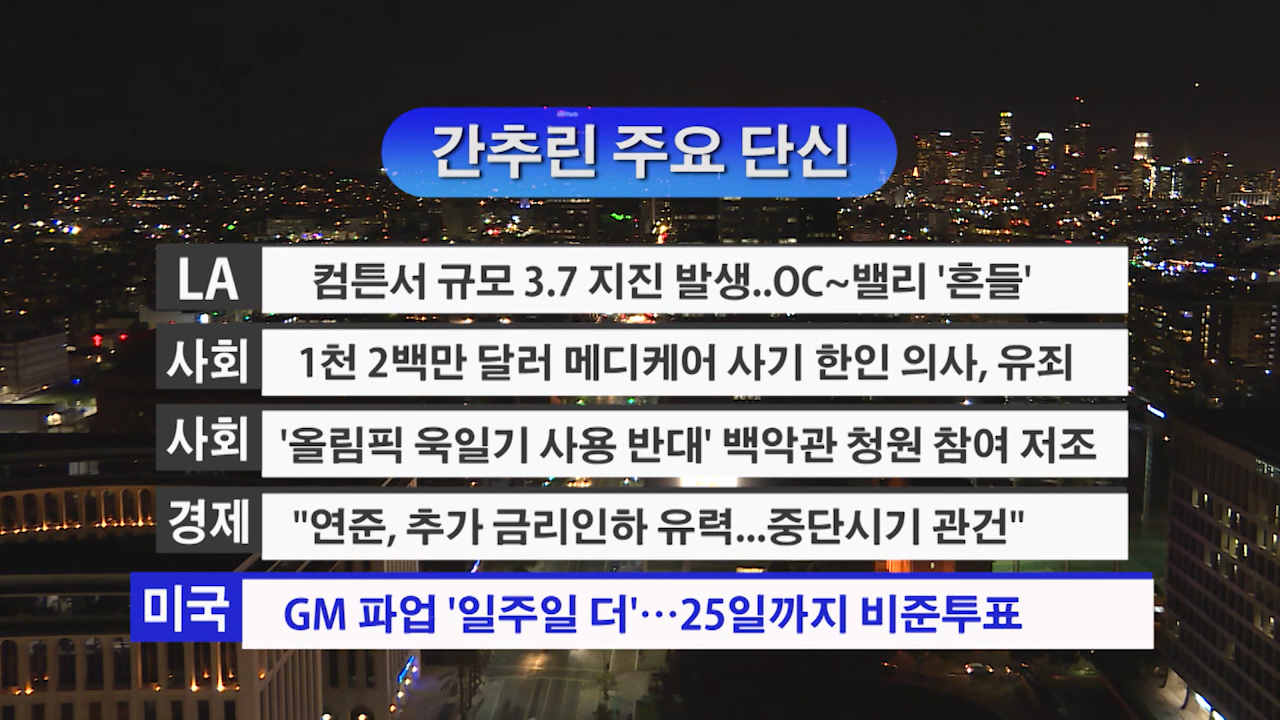 간추린 주요 단신
LA 컴튼서 규모 3.7 지진 발생..OC~밸리 '흔들'
사회 1천 2백만 달러 메디케어 사기 한인 의사, 유죄
사회 '올림픽 욱일기 사용 반대' 백악관 청원 참여 저조
경제 "연준, 추가 금리인하 유력...중단시기 관건"
미국 GM 파업 '일주일 더'…25일까지 비준투표